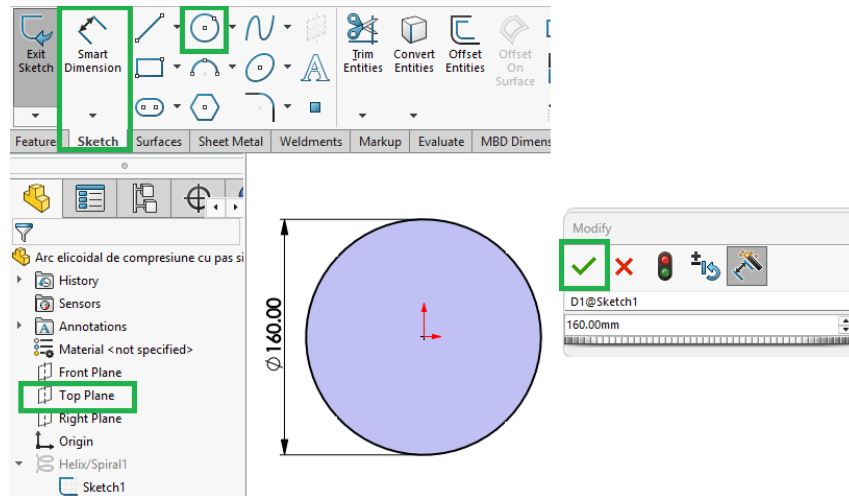 Exit
Sketch
Smart
Dimension
Trim
Entities
Convert
Entities
Offset
Entities
Offset
On
Surface
Feature Sketch Surfaces Sheet Metal Weldments Markup Evaluate MBD Dimens
Arc elicoidal de compresiune cu pas si
History
Sensors
Annotations
Material <not specified>
Front Plane
Top Plane
Right Plane
Origin
Helix/Spiral1
Sketch1
∅160.00
Modify
D1@Sketch1
160.00mm